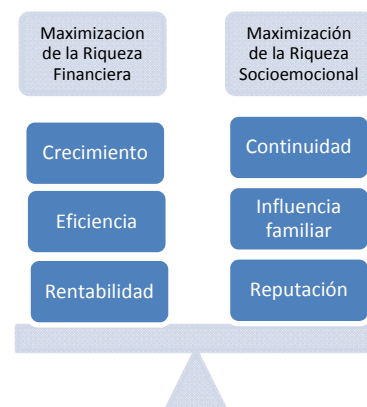 Maximizacion
de la Riqueza
Financiera
Crecimiento
Eficiencia
Rentabilidad
Maximización
de la Riqueza
Socioemocional
Continuidad
Influencia
familiar
Reputación